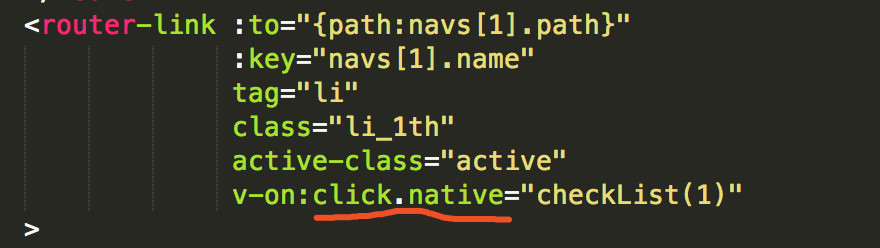 <router-link :to="{path:navs[1].path}"
:key="navs[1].name"
tag="li"
class="li_1th"
active-class="active"
v-on:click.native="checkList(1)"
>